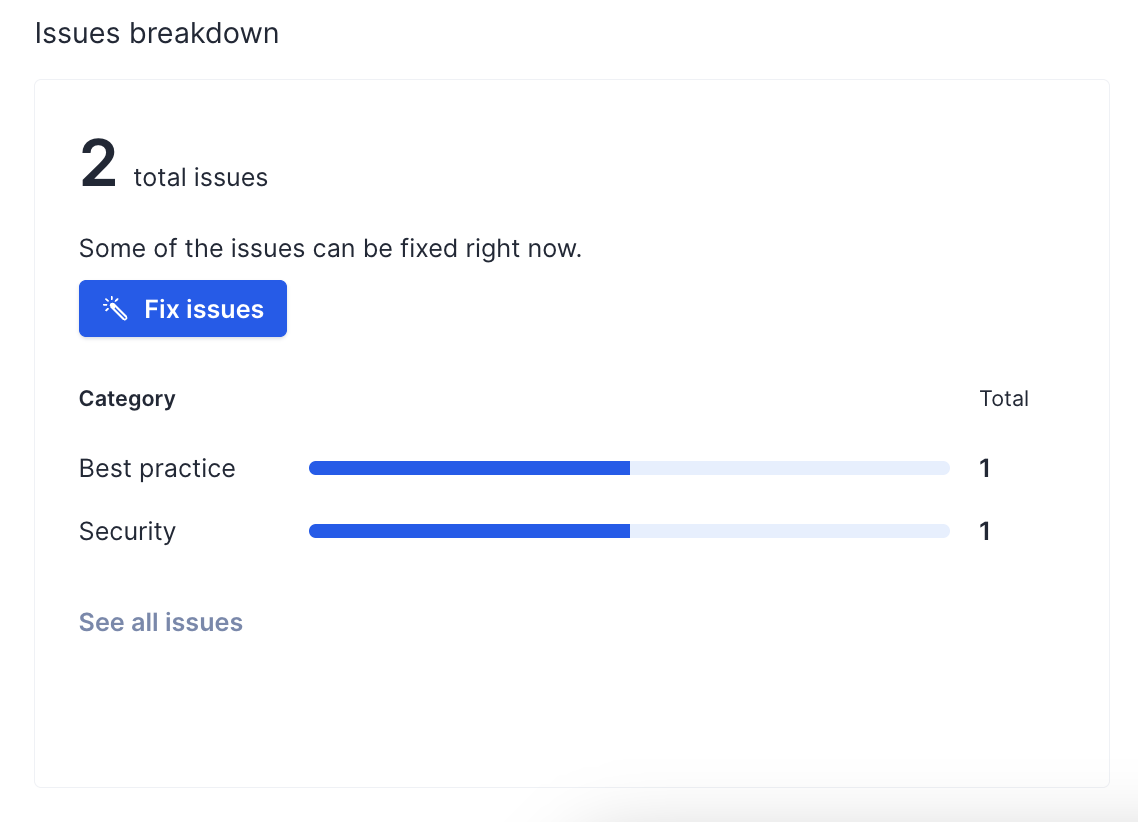 Issues breakdown
2 total issues
Some of the issues can be fixed right now.
Fix issues
Category Total
Best practice 1
Security 1
See all issues